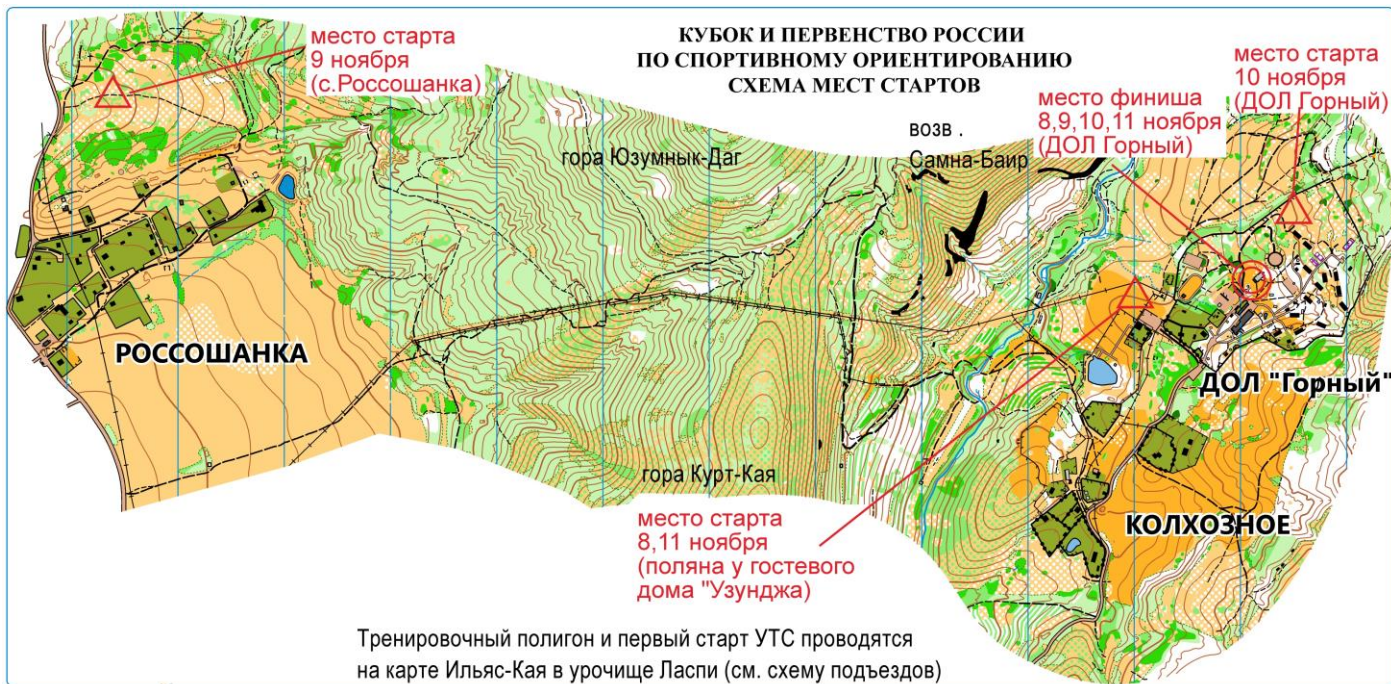 КУБОК И ПЕРВЕНСТВО РОССИИ
ПО СПОРТИВНОМУ ОРИЕНТИРОВАНИЮ
СХЕМА МЕСТ СТАРТОВ
место старта
9 ноября
(с.Россошанка)
место старта
10 ноября
(ДОЛ Горный)
место финиша
8,9,10,11 ноября
(ДОЛ Горный)
возв .
Самна-Баир
гора Юзумнык-Даг
РОССОШАНКА
ДОЛ "Горный"
гора Курт-Кая
КОЛХОЗНОЕ
место старта
8,11 ноября
(поляна у гостевого
дома "Узунджа)
Тренировочный полигон и первый старт УТС проводятся
на карте Ильяс-Кая в урочище Ласпи (см. схему подъездов)